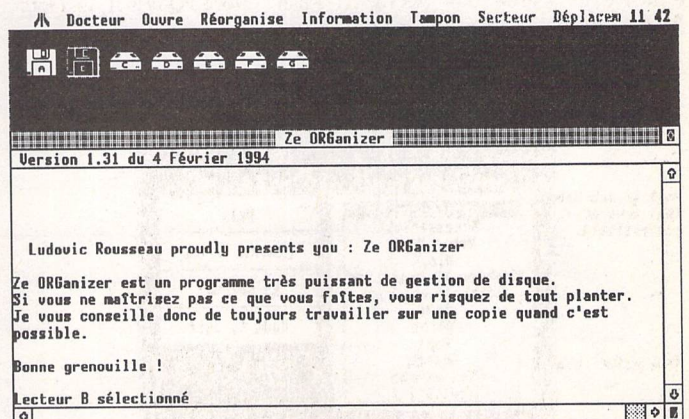 Docteur Ouvre Réorganise Information Tampon Secteur Déplacem 11 42
A C C D E F G
Ze ORGanizer
Version 1.31 du 4 Février 1994
Ludovic Rousseau proudly presents you : Ze ORGanizer
Ze ORGanizer est un programme très puissant de gestion de disque.
Si vous ne maîtrisez pas ce que vous faîtes, vous risquez de tout planter.
Je vous conseille donc de toujours travailler sur une copie quand c'est
possible.
Bonne grenouille !
Lecteur B sélectionné